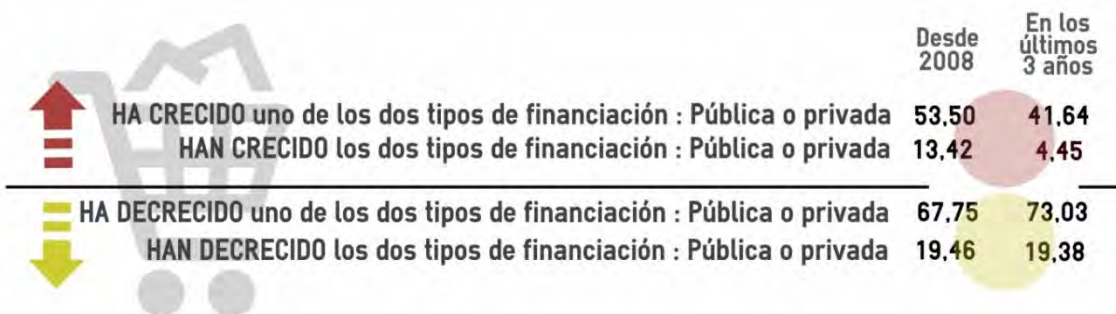 Desde
2008
En los
últimos
3 años
HA CRECIDO uno de los dos tipos de financiación : Pública o privada 53,50 41,64
HAN CRECIDO los dos tipos de financiación : Pública o privada 13,42 4,45
HA DECRECIDO uno de los dos tipos de financiación : Pública o privada 67,75 73,03
HAN DECRECIDO los dos tipos de financiación : Pública o privada 19,46 19,38